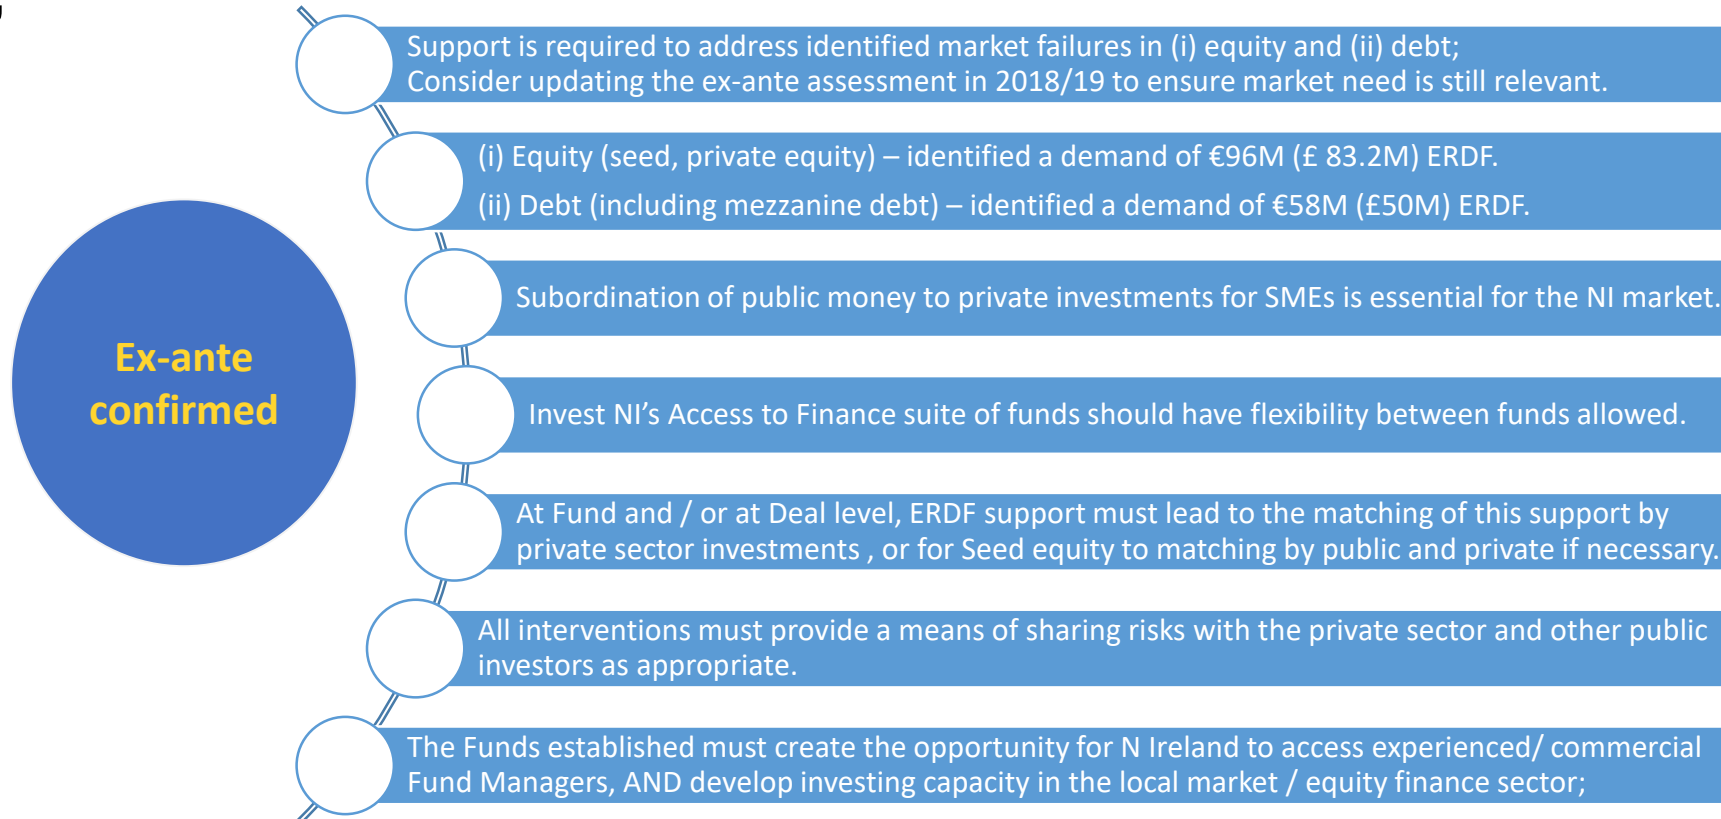 Support is required to address identified market failures in (i) equity and (ii) debt;
Consider updating the ex-ante assessment in 2018/19 to ensure market need is still relevant.
(i) Equity (seed, private equity) – identified a demand of €96M (£ 83.2M) ERDF.
(ii) Debt (including mezzanine debt) – identified a demand of €58M (£50M) ERDF.
Subordination of public money to private investments for SMEs is essential for the NI market.
Ex-ante
confirmed
Invest NI’s Access to Finance suite of funds should have flexibility between funds allowed.
At Fund and / or at Deal level, ERDF support must lead to the matching of this support by
private sector investments , or for Seed equity to matching by public and private if necessary.
All interventions must provide a means of sharing risks with the private sector and other public
investors as appropriate.
The Funds established must create the opportunity for N Ireland to access experienced/ commercial
Fund Managers, AND develop investing capacity in the local market / equity finance sector;